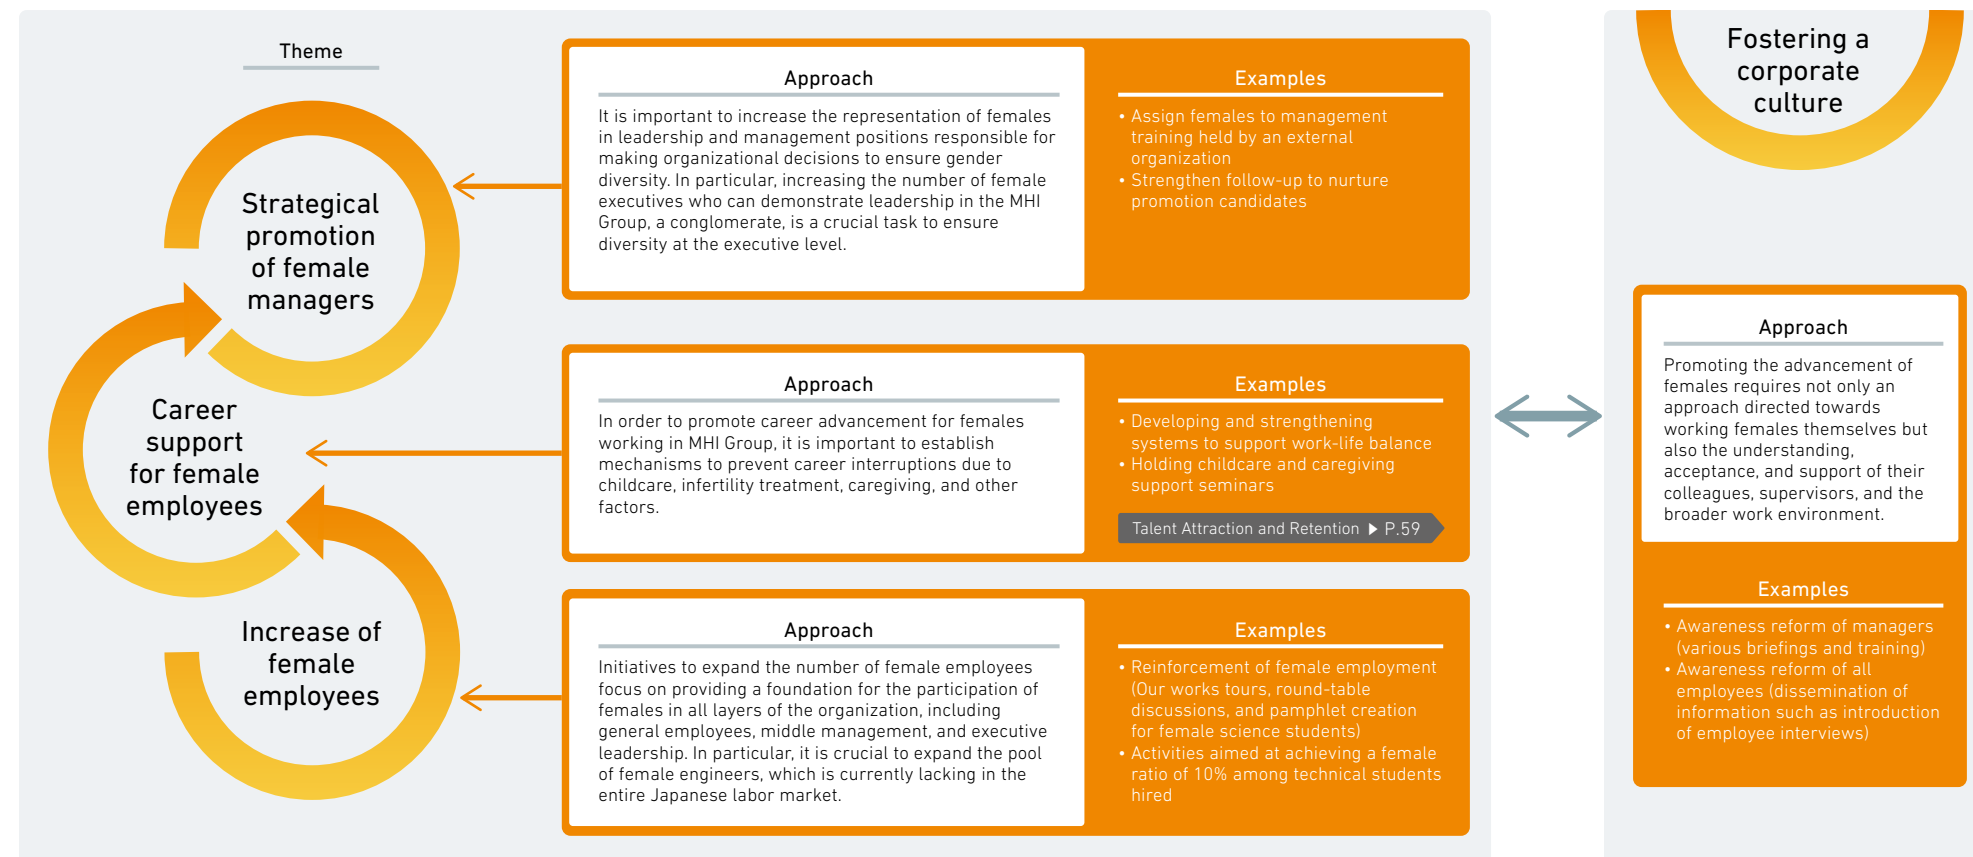 Theme
Strategical
promotion
of female
managers
Approach
It is important to increase the representation of females
in leadership and management positions responsible for
making organizational decisions to ensure gender
diversity. In particular, increasing the number of female
executives who can demonstrate leadership in the MHI
Group, a conglomerate, is a crucial task to ensure
diversity at the executive level.
Examples
• Assign females to management
training held by an external
organization
• Strengthen follow-up to nurture
promotion candidates
Career
support
for female
employees
Approach
In order to promote career advancement for females
working in MHI Group, it is important to establish
mechanisms to prevent career interruptions due to
childcare, infertility treatment, caregiving, and other
factors.
Examples
• Developing and strengthening
systems to support work-life balance
• Holding childcare and caregiving
support seminars
Talent Attraction and Retention ▶ P.59
Increase of
female
employees
Approach
Initiatives to expand the number of female employees
focus on providing a foundation for the participation of
females in all layers of the organization, including
general employees, middle management, and executive
leadership. In particular, it is crucial to expand the pool
of female engineers, which is currently lacking in the
entire Japanese labor market.
Examples
• Reinforcement of female employment
(Our works tours, round-table
discussions, and pamphlet creation
for female science students)
• Activities aimed at achieving a female
ratio of 10% among technical students
hired
Fostering a
corporate
culture
Approach
Promoting the advancement of
females requires not only an
approach directed towards
working females themselves but
also the understanding,
acceptance, and support of their
colleagues, supervisors, and the
broader work environment.
Examples
• Awareness reform of managers
(various briefings and training)
• Awareness reform of all
employees (dissemination of
information such as introduction
of employee interviews)